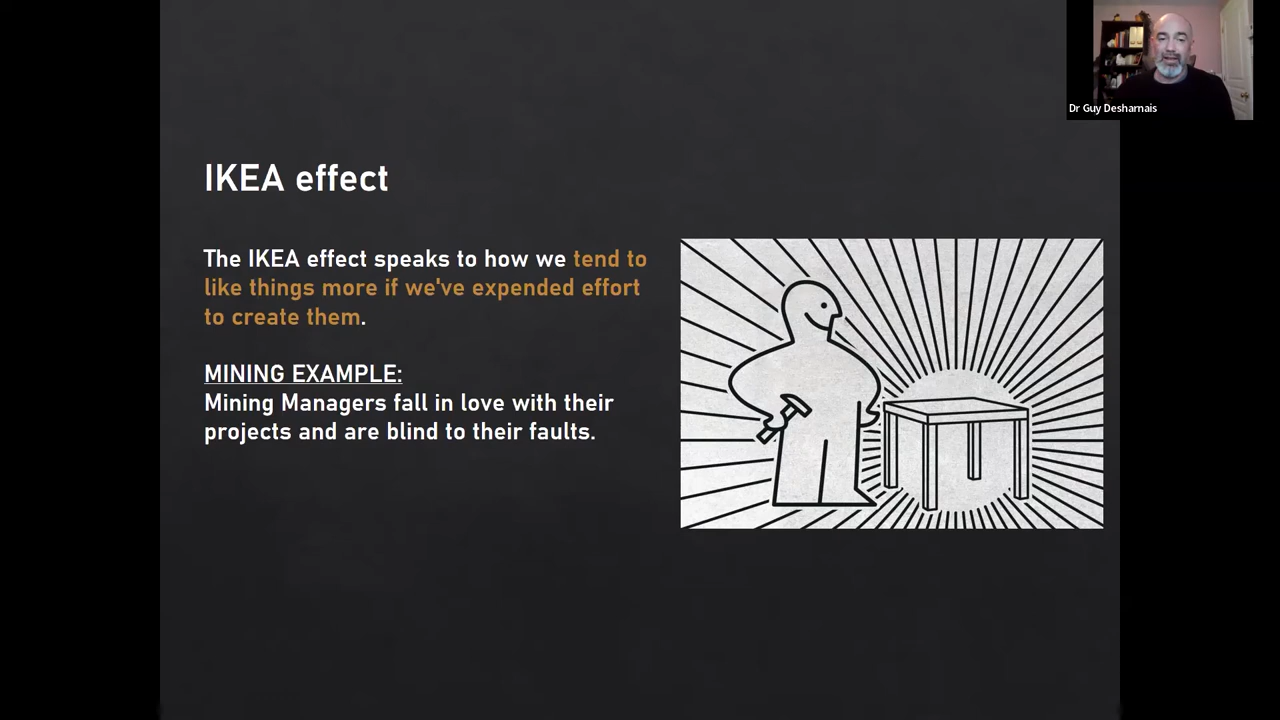 Dr Guy Desharnais
IKEA effect
The IKEA effect speaks to how we tend to
like things more if we've expended effort
to create them.
MINING EXAMPLE:
Mining Managers fall in love with their
projects and are blind to their faults.